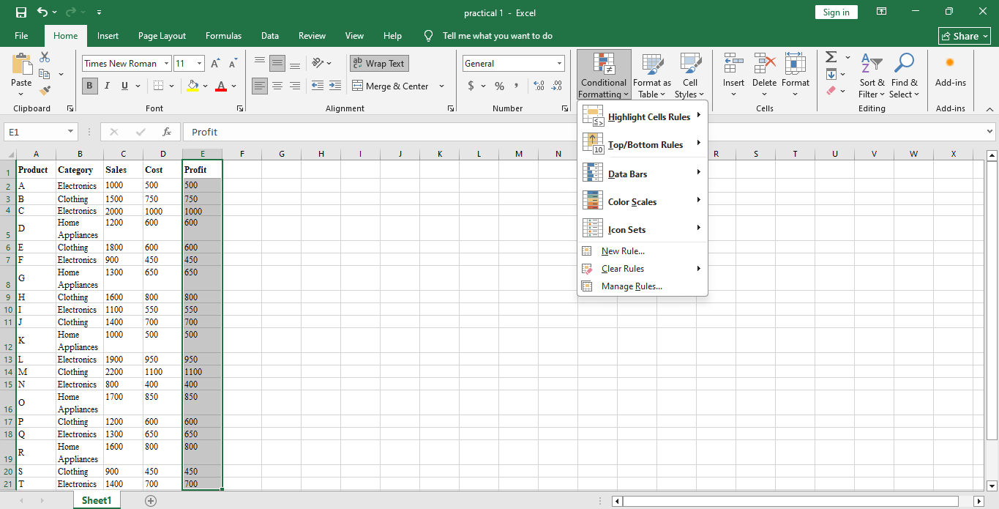 practical 1 - Excel
Sign in
File Home Insert Page Layout Formulas Data Review View Help Tell me what you want to do
Share
Paste
Clipboard
Times New Roman 11
B I U
A A
A
Font
ab Wrap Text
Merge & Center
Alignment
General
$ % , .00 .00
Number
Conditional Formatting
Format as Table
Cell Styles
Insert Delete Format
Cells
Sort & Filter
Find & Select
Editing
Add-ins
Add-ins
E1 fx Profit
Highlight Cells Rules
10 Top/Bottom Rules
Data Bars
Color Scales
Icon Sets
New Rule...
Clear Rules
Manage Rules...
A B C D E F G H I J K L M N R S T U V W X
1 Product Category Sales Cost Profit
2 A Electronics 1000 500 500
3 B Clothing 1500 750 750
4 C Electronics 2000 1000 1000
5 D Home Appliances 1200 600 600
6 E Clothing 1800 600 600
7 F Electronics 900 450 450
8 G Home Appliances 1300 650 650
9 H Clothing 1600 800 800
10 I Electronics 1100 550 550
11 J Clothing 1400 700 700
12 K Home Appliances 1000 500 500
13 L Electronics 1900 950 950
14 M Clothing 2200 1100 1100
15 N Electronics 800 400 400
16 O Home Appliances 1700 850 850
17 P Clothing 1200 600 600
18 Q Electronics 1300 650 650
19 R Home Appliances 1600 800 800
20 S Clothing 900 450 450
21 T Electronics 1400 700 700
Sheet1